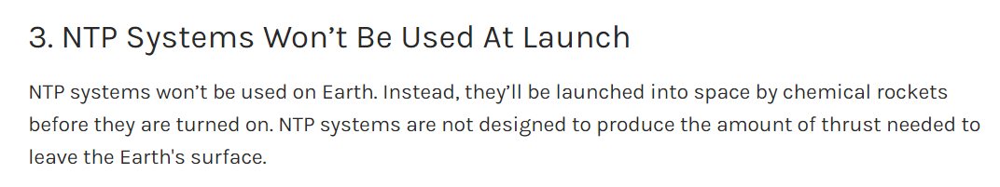 3. NTP Systems Won’t Be Used At Launch
NTP systems won’t be used on Earth. Instead, they’ll be launched into space by chemical rockets
before they are turned on. NTP systems are not designed to produce the amount of thrust needed to
leave the Earth's surface.